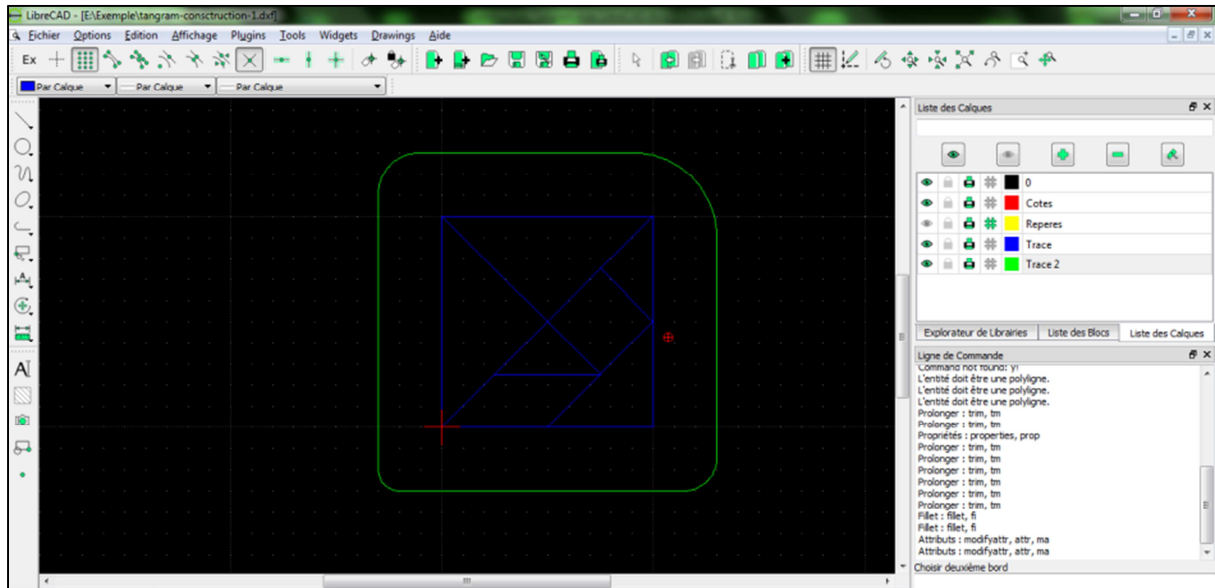 LibreCAD - [E:\Exemple\tangram-consctruction-1.dxf]
Eichier Options Edition Affichage Plugins Tools Widgets Drawings Aide
Ex
Par Calque Par Calque Par Calque
Liste des Calques
0
Cotes
Reperes
Trace
Trace 2
Explorateur de Librairies Liste des Blocs Liste des Calques
Ligne de Commande
Command not found: y!
L'entité doit être une polyligne.
L'entité doit être une polyligne.
L'entité doit être une polyligne.
Prolonger : trim, tm
Prolonger : trim, tm
Propriétés : properties, prop
Prolonger : trim, tm
Prolonger : trim, tm
Prolonger : trim, tm
Prolonger : trim, tm
Prolonger : trim, tm
Prolonger : trim, tm
Fillet : fillet, fi
Fillet : fillet, fi
Attributs : modifyattr, attr, ma
Attributs : modifyattr, attr, ma
Choisir deuxième bord
A